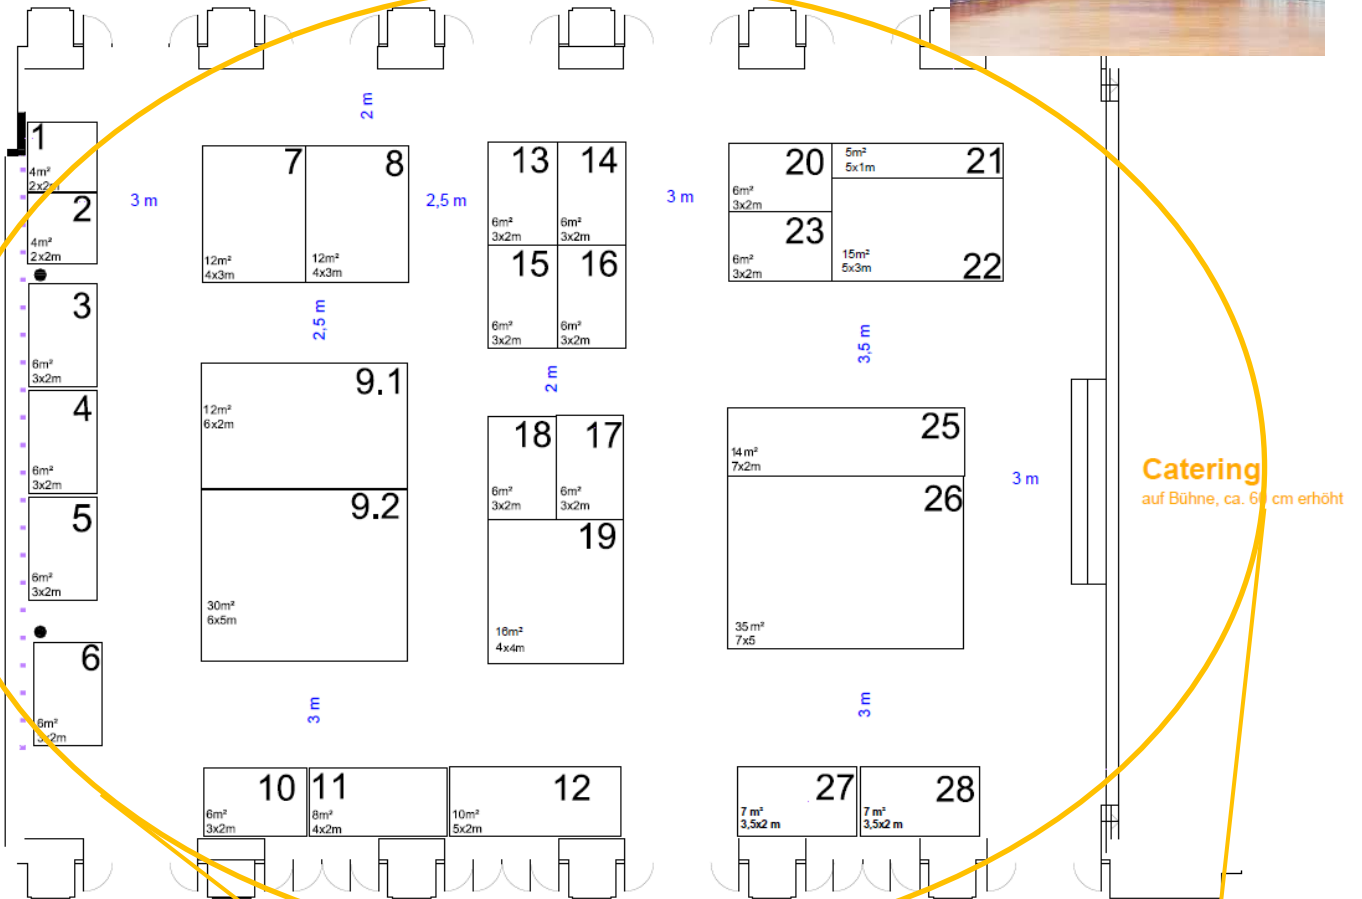 2 m
1
4m²
2x2m
2
4m²
2x2m
3 m
7
12m²
4x3m
8
12m²
4x3m
2,5 m
13
6m²
3x2m
14
6m²
3x2m
15
6m²
3x2m
16
6m²
3x2m
3 m
20
6m²
3x2m
5m²
5x1m
21
23
6m²
3x2m
15m²
5x3m
22
3
6m²
3x2m
2,5 m
2 m
3,5 m
4
6m²
3x2m
9.1
12m²
6x2m
18
6m²
3x2m
17
6m²
3x2m
25
14 m²
7x2m
3 m
Catering
auf Bühne, ca. 60 cm erhöht
5
6m²
3x2m
9.2
30m²
6x5m
19
16m²
4x4m
26
35 m²
7x5
6
6m²
3x2m
3 m
3 m
10
6m²
3x2m
11
8m²
4x2m
12
10m²
5x2m
27
7 m²
3,5x2 m
28
7 m²
3,5x2 m